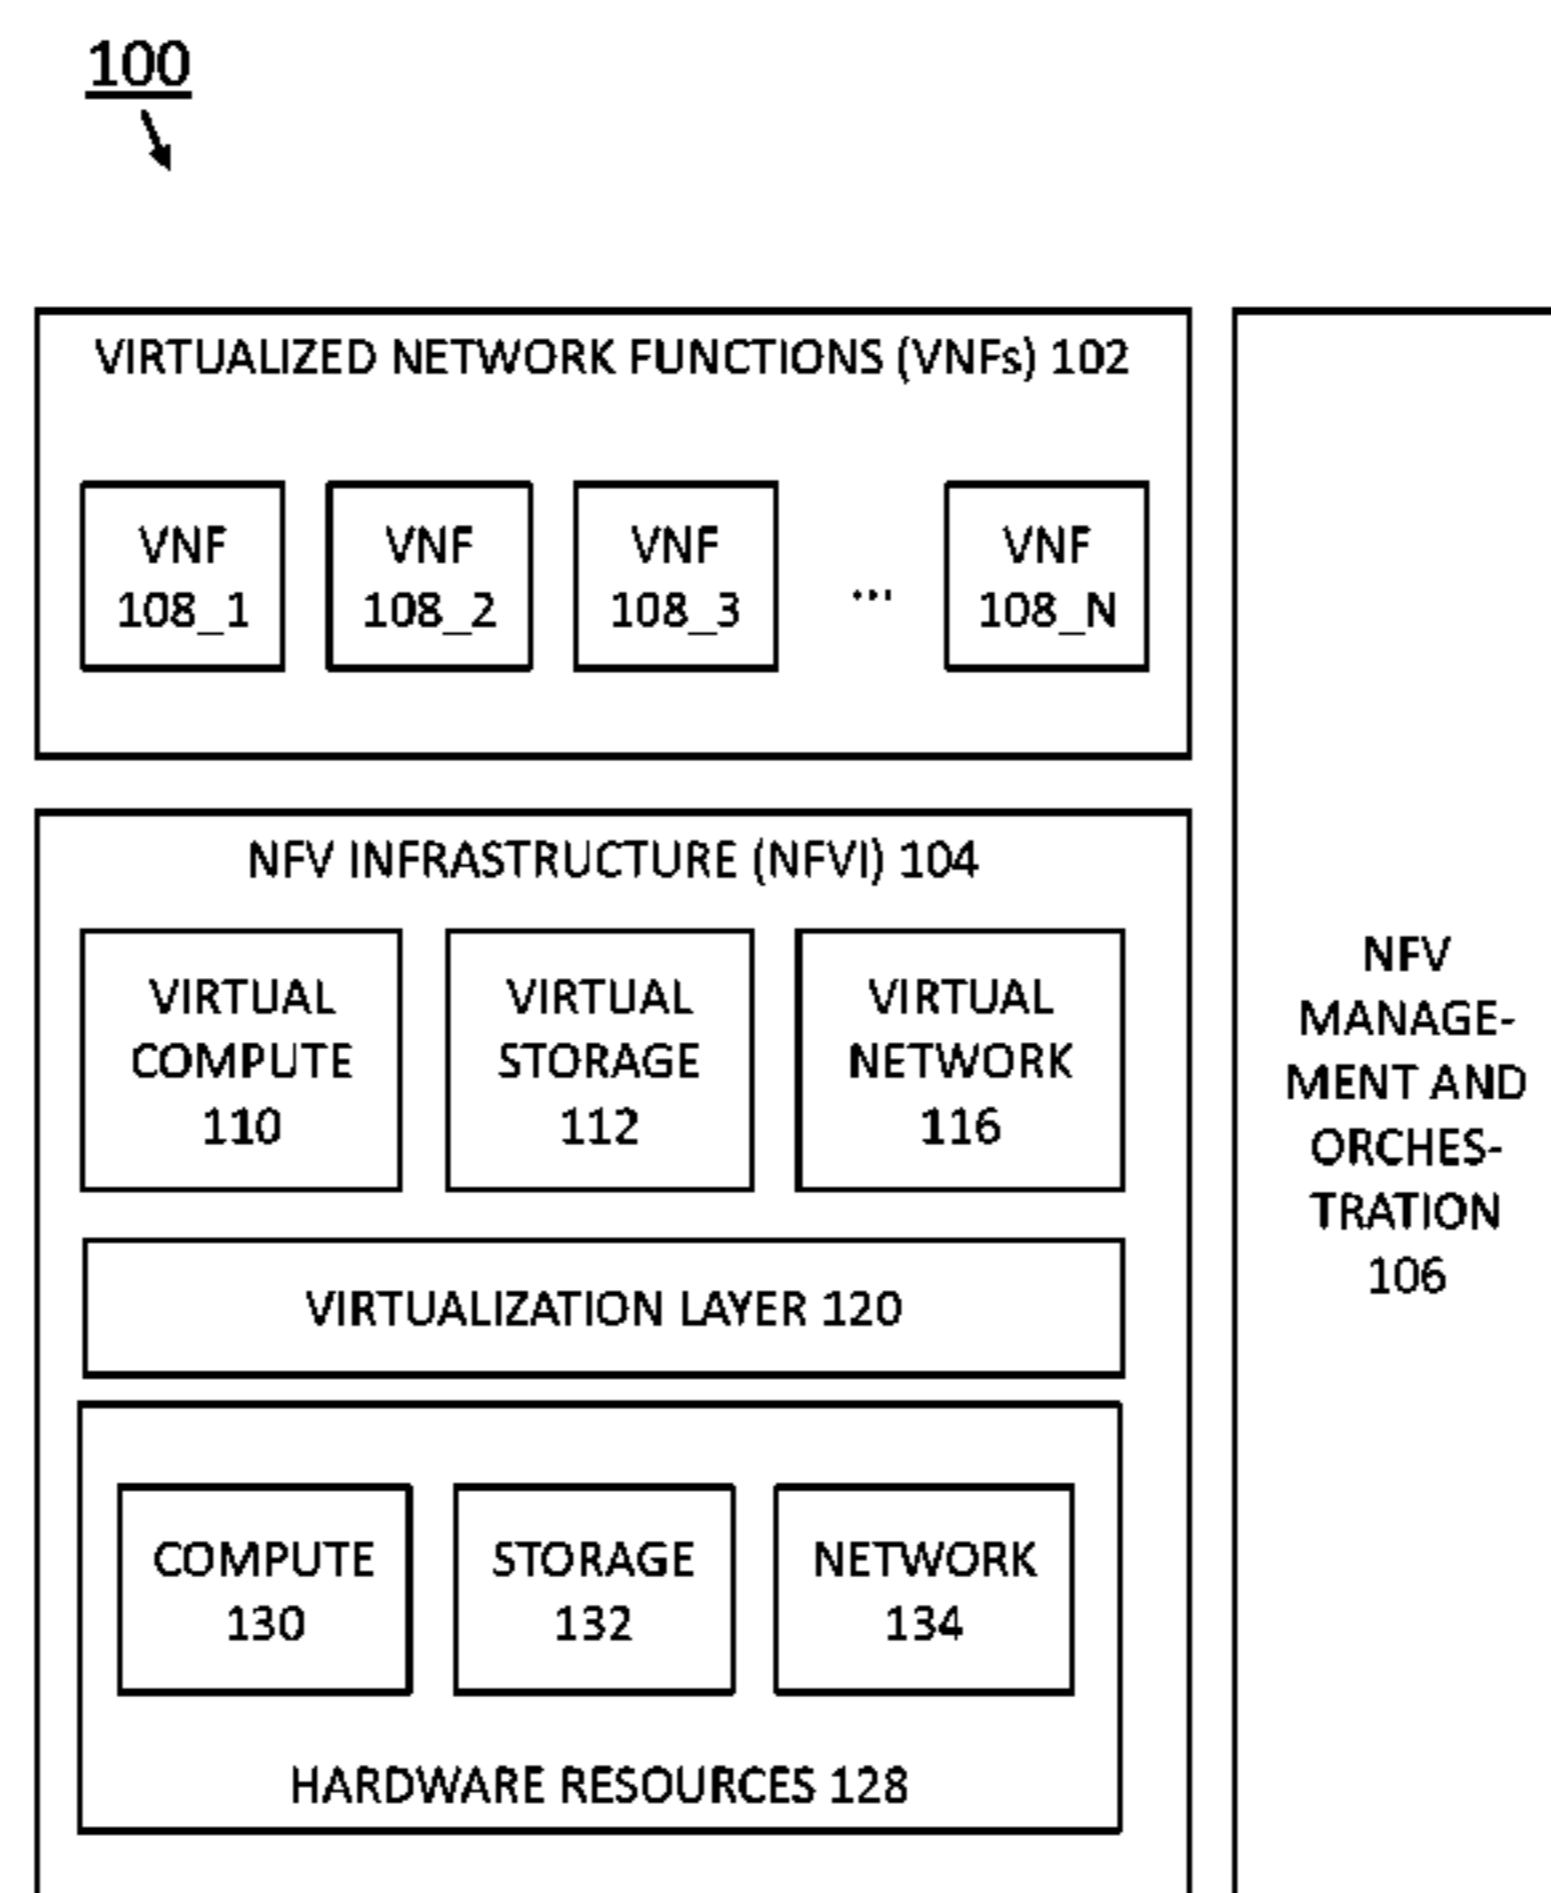 100
VIRTUALIZED NETWORK FUNCTIONS (VNFs) 102
VNF
108_1
VNF
108_2
VNF
108_3
...
VNF
108_N
NFV INFRASTRUCTURE (NFVI) 104
VIRTUAL
COMPUTE
110
VIRTUAL
STORAGE
112
VIRTUAL
NETWORK
116
VIRTUALIZATION LAYER 120
COMPUTE
130
STORAGE
132
NETWORK
134
HARDWARE RESOURCES 128
NFV
MANAGE-
MENT AND
ORCHES-
TRATION
106